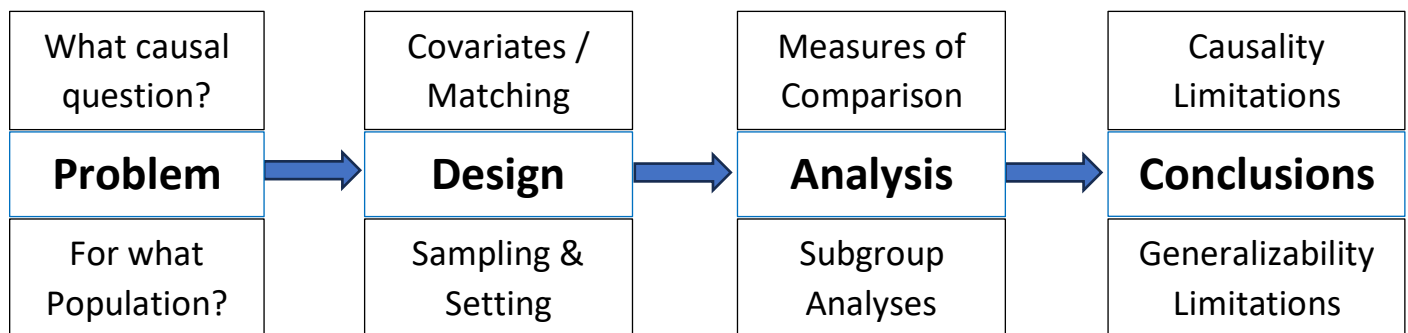 What causal
question?
Problem
For what
Population?
Covariates /
Matching
Design
Sampling &
Setting
Measures of
Comparison
Analysis
Subgroup
Analyses
Causality
Limitations
Conclusions
Generalizability
Limitations